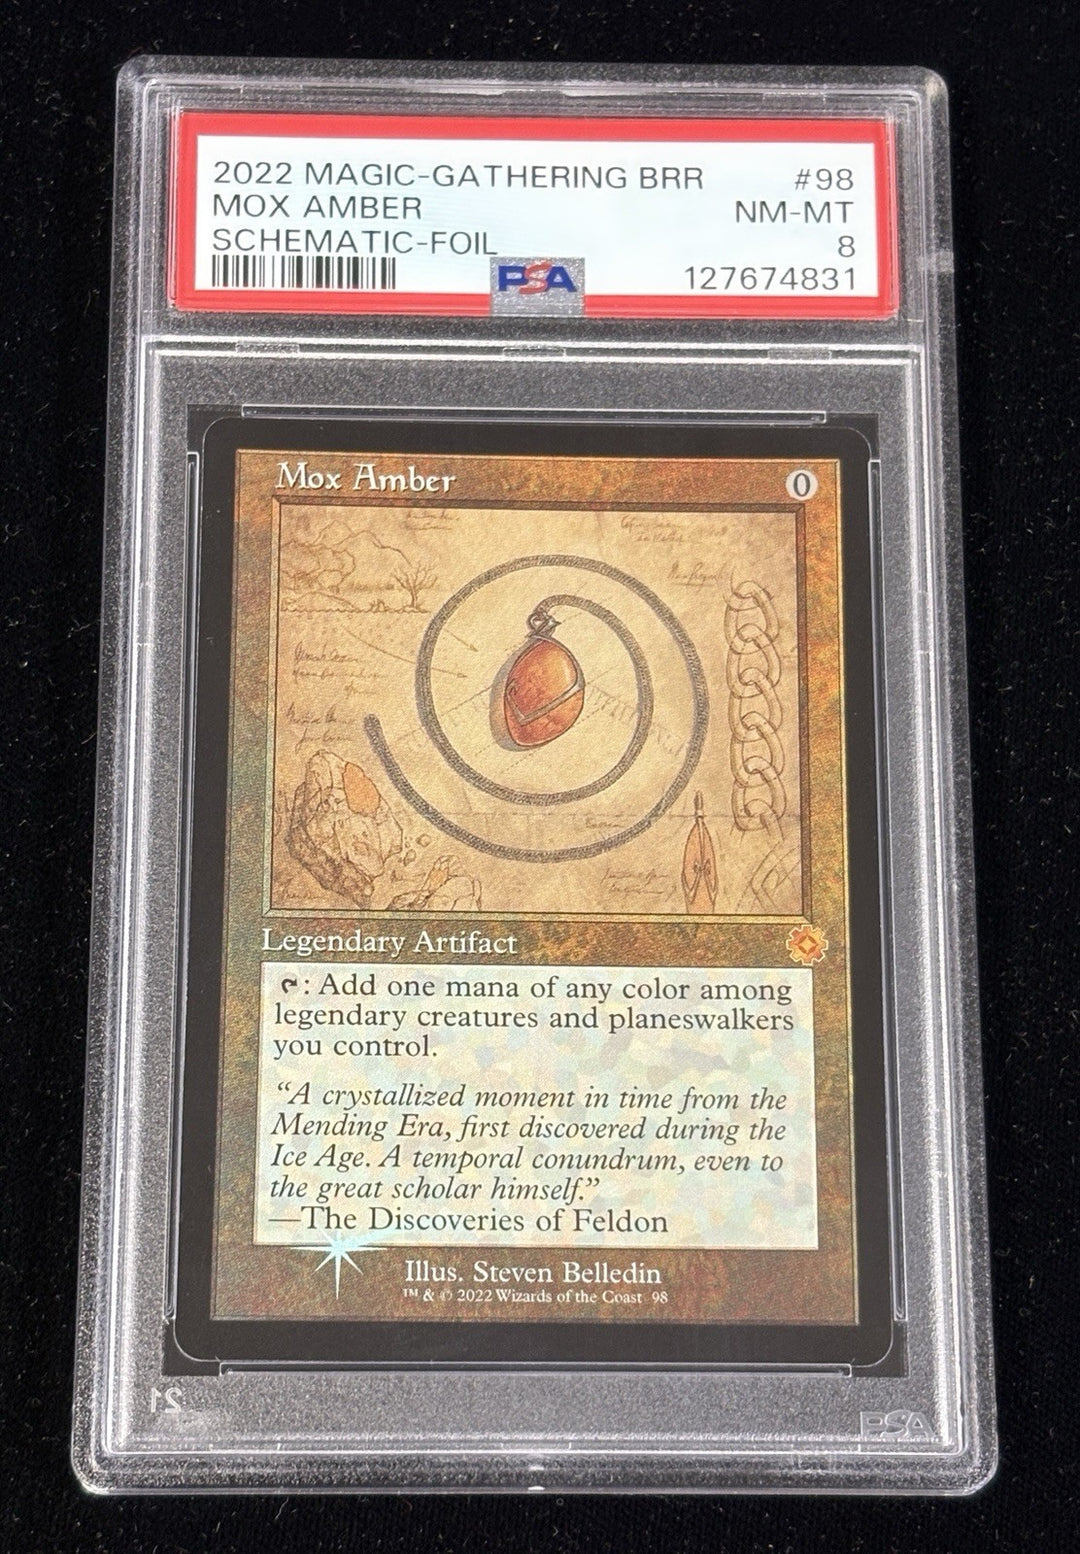 2022 MAGIC-GATHERING BRR #98
MOX AMBER NM-MT
SCHEMATIC-FOIL 8
PSA 127674831
Mox Amber 0
Legendary Artifact
: Add one mana of any color among
legendary creatures and planeswalkers
you control.
“A crystallized moment in time from the
Mending Era, first discovered during the
Ice Age. A temporal conundrum, even to
the great scholar himself.”
—The Discoveries of Feldon
Illus. Steven Belledin
™ & © 2022 Wizards of the Coast 98
21
PSA